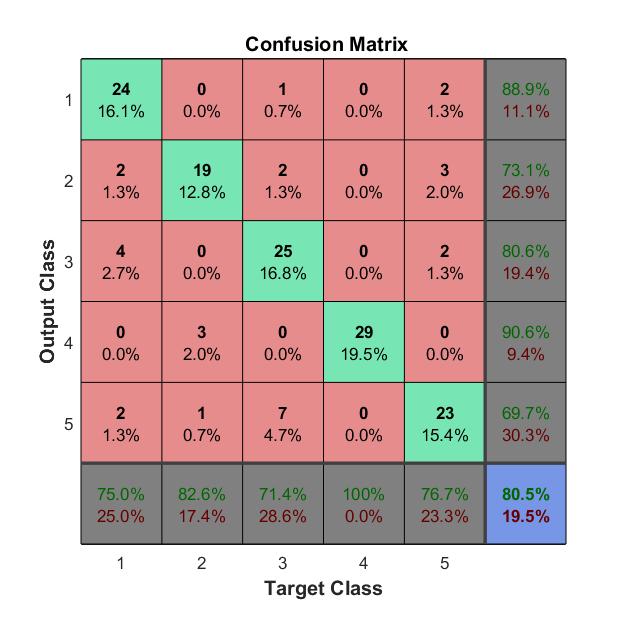 Confusion Matrix
1 24 0 1 0 2 88.9%
16.1% 0.0% 0.7% 0.0% 1.3% 11.1%
2 2 19 2 0 3 73.1%
1.3% 12.8% 1.3% 0.0% 2.0% 26.9%
3 4 0 25 0 2 80.6%
2.7% 0.0% 16.8% 0.0% 1.3% 19.4%
4 0 3 0 29 0 90.6%
0.0% 2.0% 0.0% 19.5% 0.0% 9.4%
5 2 1 7 0 23 69.7%
1.3% 0.7% 4.7% 0.0% 15.4% 30.3%
75.0% 82.6% 71.4% 100% 76.7% 80.5%
25.0% 17.4% 28.6% 0.0% 23.3% 19.5%
1 2 3 4 5
Target Class
Output Class